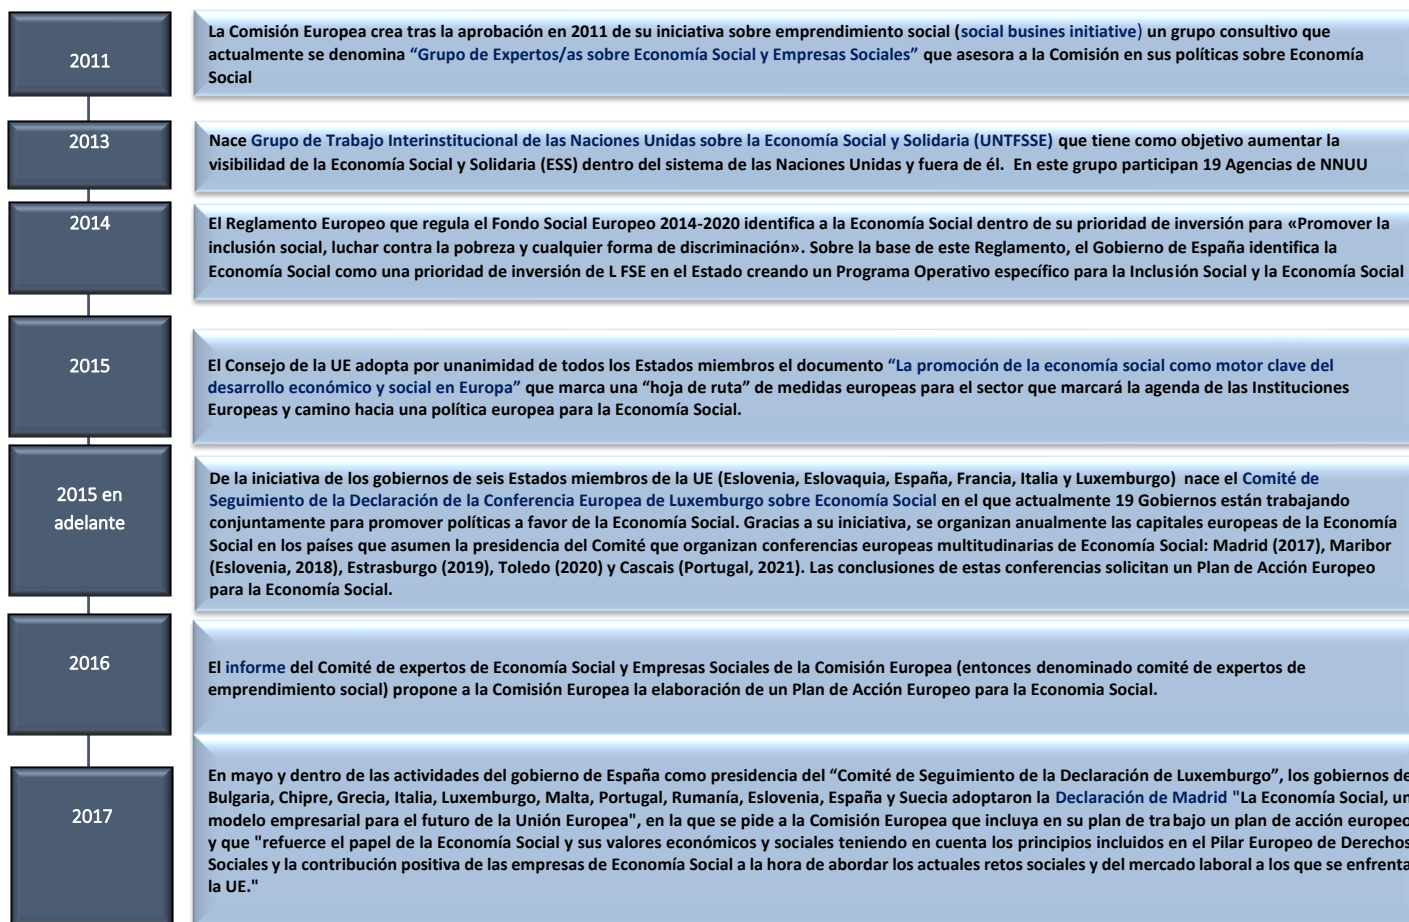 2011
La Comisión Europea crea tras la aprobación en 2011 de su iniciativa sobre emprendimiento social (social busines initiative) un grupo consultivo que
actualmente se denomina “Grupo de Expertos/as sobre Economía Social y Empresas Sociales” que asesora a la Comisión en sus políticas sobre Economía
Social
2013
Nace Grupo de Trabajo Interinstitucional de las Naciones Unidas sobre la Economía Social y Solidaria (UNTFSSE) que tiene como objetivo aumentar la
visibilidad de la Economía Social y Solidaria (ESS) dentro del sistema de las Naciones Unidas y fuera de él. En este grupo participan 19 Agencias de NNUU
2014
El Reglamento Europeo que regula el Fondo Social Europeo 2014-2020 identifica a la Economía Social dentro de su prioridad de inversión para «Promover la
inclusión social, luchar contra la pobreza y cualquier forma de discriminación». Sobre la base de este Reglamento, el Gobierno de España identifica la
Economía Social como una prioridad de inversión de L FSE en el Estado creando un Programa Operativo específico para la Inclusión Social y la Economía Social
2015
El Consejo de la UE adopta por unanimidad de todos los Estados miembros el documento “La promoción de la economía social como motor clave del
desarrollo económico y social en Europa” que marca una “hoja de ruta” de medidas europeas para el sector que marcará la agenda de las Instituciones
Europeas y camino hacia una política europea para la Economía Social.
2015 en
adelante
De la iniciativa de los gobiernos de seis Estados miembros de la UE (Eslovenia, Eslovaquia, España, Francia, Italia y Luxemburgo) nace el Comité de
Seguimiento de la Declaración de la Conferencia Europea de Luxemburgo sobre Economía Social en el que actualmente 19 Gobiernos están trabajando
conjuntamente para promover políticas a favor de la Economía Social. Gracias a su iniciativa, se organizan anualmente las capitales europeas de la Economía
Social en los países que asumen la presidencia del Comité que organizan conferencias europeas multitudinarias de Economía Social: Madrid (2017), Maribor
(Eslovenia, 2018), Estrasburgo (2019), Toledo (2020) y Cascais (Portugal, 2021). Las conclusiones de estas conferencias solicitan un Plan de Acción Europeo
para la Economía Social.
2016
El informe del Comité de expertos de Economía Social y Empresas Sociales de la Comisión Europea (entonces denominado comité de expertos de
emprendimiento social) propone a la Comisión Europea la elaboración de un Plan de Acción Europeo para la Economia Social.
2017
En mayo y dentro de las actividades del gobierno de España como presidencia del “Comité de Seguimiento de la Declaración de Luxemburgo”, los gobiernos de
Bulgaria, Chipre, Grecia, Italia, Luxemburgo, Malta, Portugal, Rumanía, Eslovenia, España y Suecia adoptaron la Declaración de Madrid "La Economía Social, un
modelo empresarial para el futuro de la Unión Europea", en la que se pide a la Comisión Europea que incluya en su plan de trabajo un plan de acción europeo
y que "refuerce el papel de la Economía Social y sus valores económicos y sociales teniendo en cuenta los principios incluidos en el Pilar Europeo de Derechos
Sociales y la contribución positiva de las empresas de Economía Social a la hora de abordar los actuales retos sociales y del mercado laboral a los que se enfrenta
la UE."